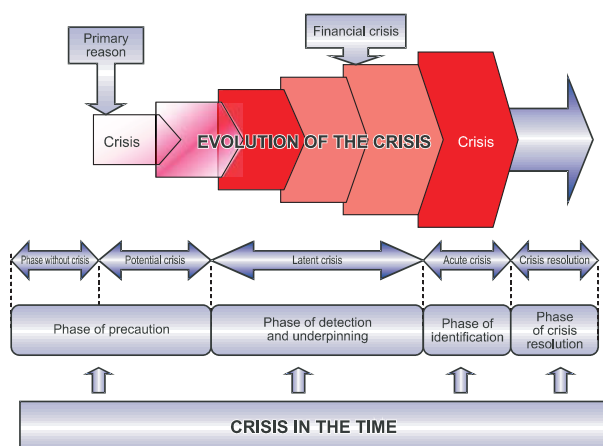 Primary
reason
Financial crisis
Crisis
EVOLUTION OF THE CRISIS
Crisis
Phase without crisis
Potential crisis
Latent crisis
Acute crisis
Crisis resolution
Phase of precaution
Phase of detection
and underpinning
Phase of
identification
Phase
of crisis
resolution
CRISIS IN THE TIME